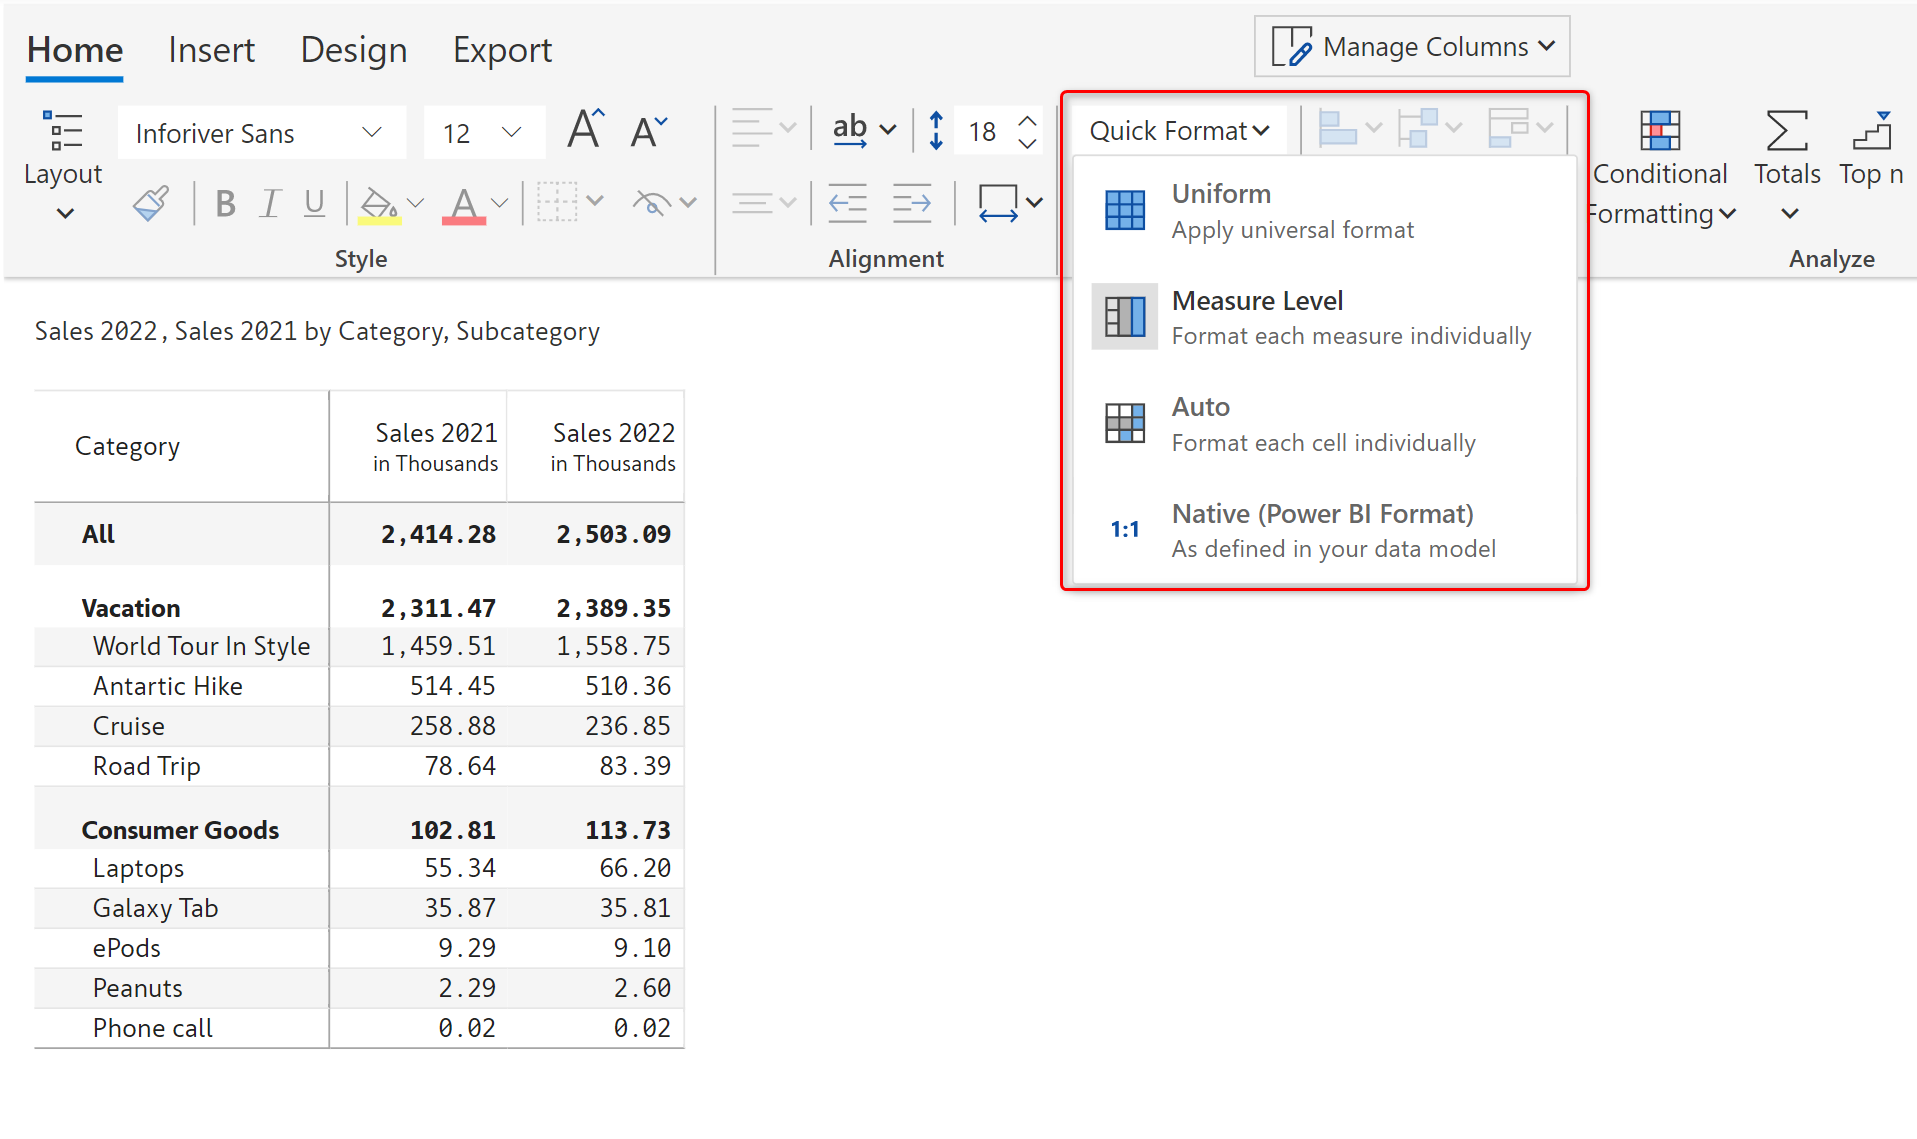 Home Insert Design Export
Manage Columns
Inforiver Sans 12 ab 18 Quick Format
Layout
B I U A
Style Alignment
Uniform
Apply universal format
Measure Level
Format each measure individually
Auto
Format each cell individually
1:1 Native (Power BI Format)
As defined in your data model
Conditional Totals Top n
Formatting
Analyze
Sales 2022 , Sales 2021 by Category, Subcategory
Category Sales 2021 Sales 2022
in Thousands in Thousands
All 2,414.28 2,503.09
Vacation 2,311.47 2,389.35
World Tour In Style 1,459.51 1,558.75
Antartic Hike 514.45 510.36
Cruise 258.88 236.85
Road Trip 78.64 83.39
Consumer Goods 102.81 113.73
Laptops 55.34 66.20
Galaxy Tab 35.87 35.81
ePods 9.29 9.10
Peanuts 2.29 2.60
Phone call 0.02 0.02